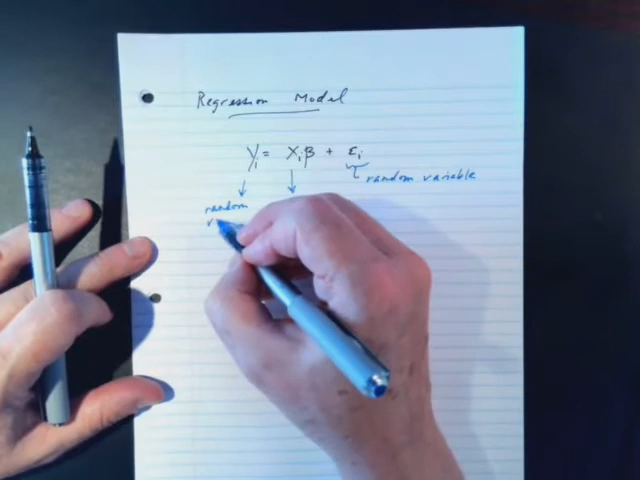 Regression Model
yᵢ = xᵢβ + εᵢ
random variable
random
v